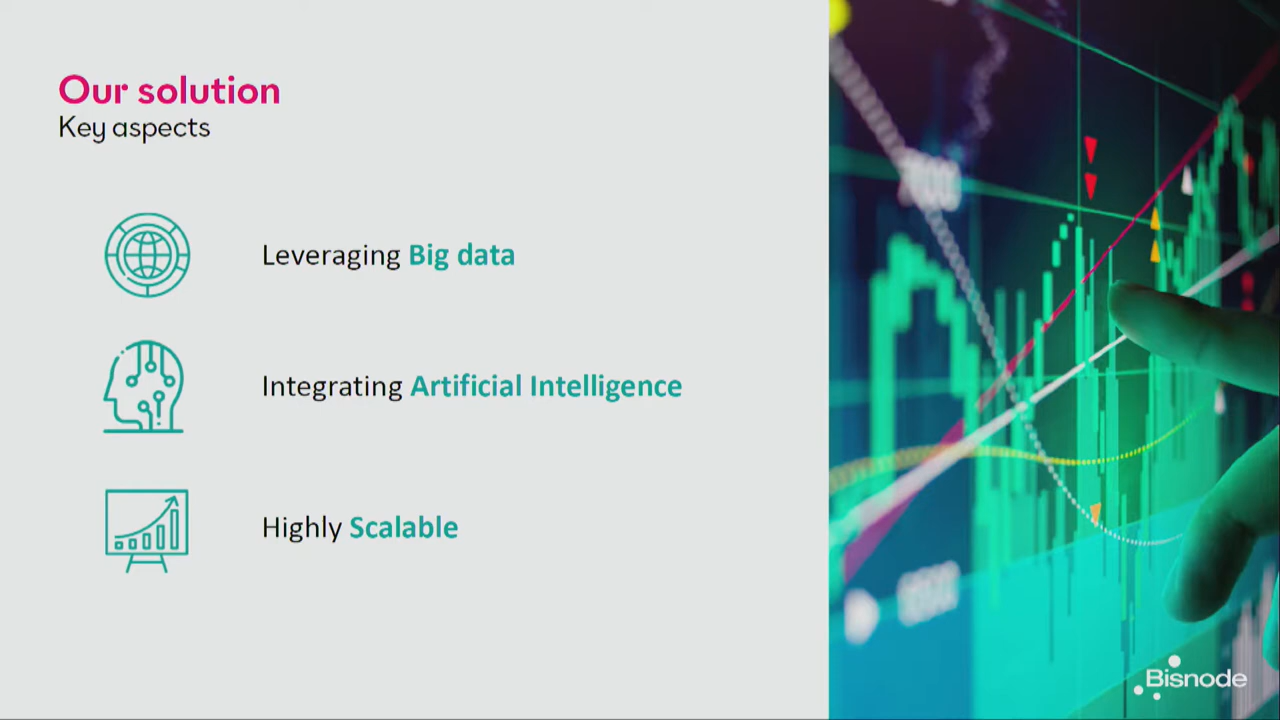 Our solution
Key aspects
Leveraging Big data
Integrating Artificial Intelligence
Highly Scalable
Bisnode